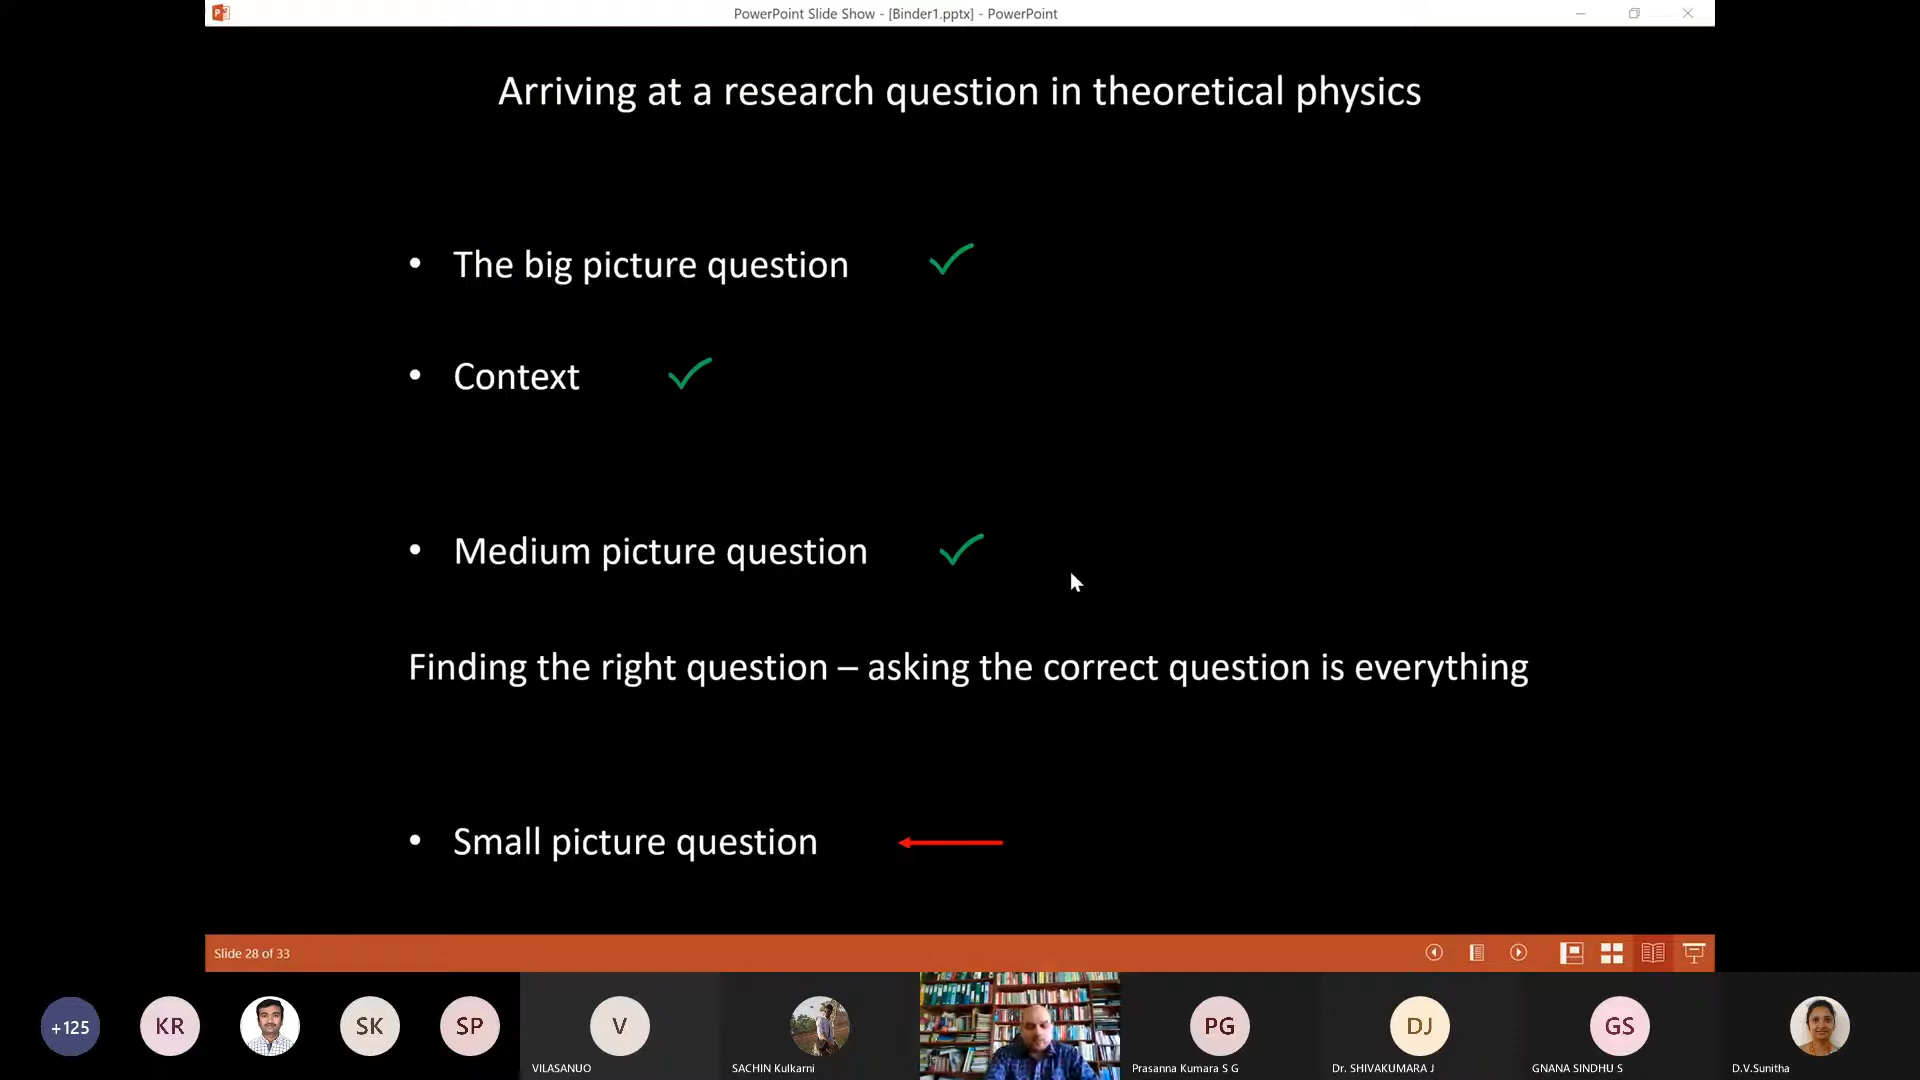 PowerPoint Slide Show - [Binder1.pptx] - PowerPoint
Arriving at a research question in theoretical physics
• The big picture question
• Context
• Medium picture question
Finding the right question – asking the correct question is everything
• Small picture question
Slide 28 of 33
+125
KR
SK
SP
V
PG
DJ
GS
VILASANUO
SACHIN Kulkarni
Prasanna Kumara S G
Dr. SHIVAKUMARA J
GNANA SINDHU S
D.V.Sunitha